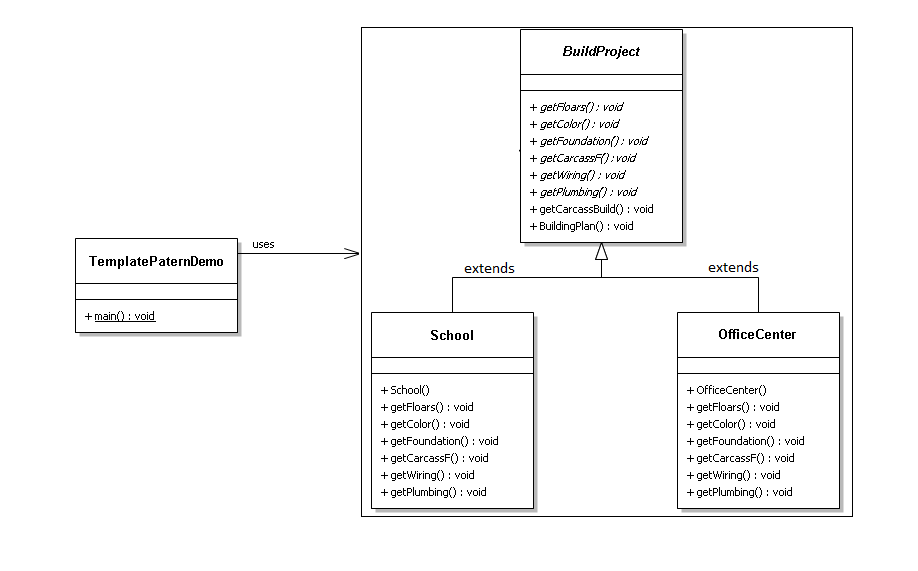 BuildProject
+ getFloars() : void
+ getColor() : void
+ getFoundation() : void
+ getCarcassF() : void
+ getWiring() : void
+ getPlumbing() : void
+ getCarcassBuild() : void
+ BuildingPlan() : void
uses
TemplatePaternDemo
+ main() : void
extends
extends
School
+ School()
+ getFloars() : void
+ getColor() : void
+ getFoundation() : void
+ getCarcassF() : void
+ getWiring() : void
+ getPlumbing() : void
OfficeCenter
+ OfficeCenter()
+ getFloars() : void
+ getColor() : void
+ getFoundation() : void
+ getCarcassF() : void
+ getWiring() : void
+ getPlumbing() : void